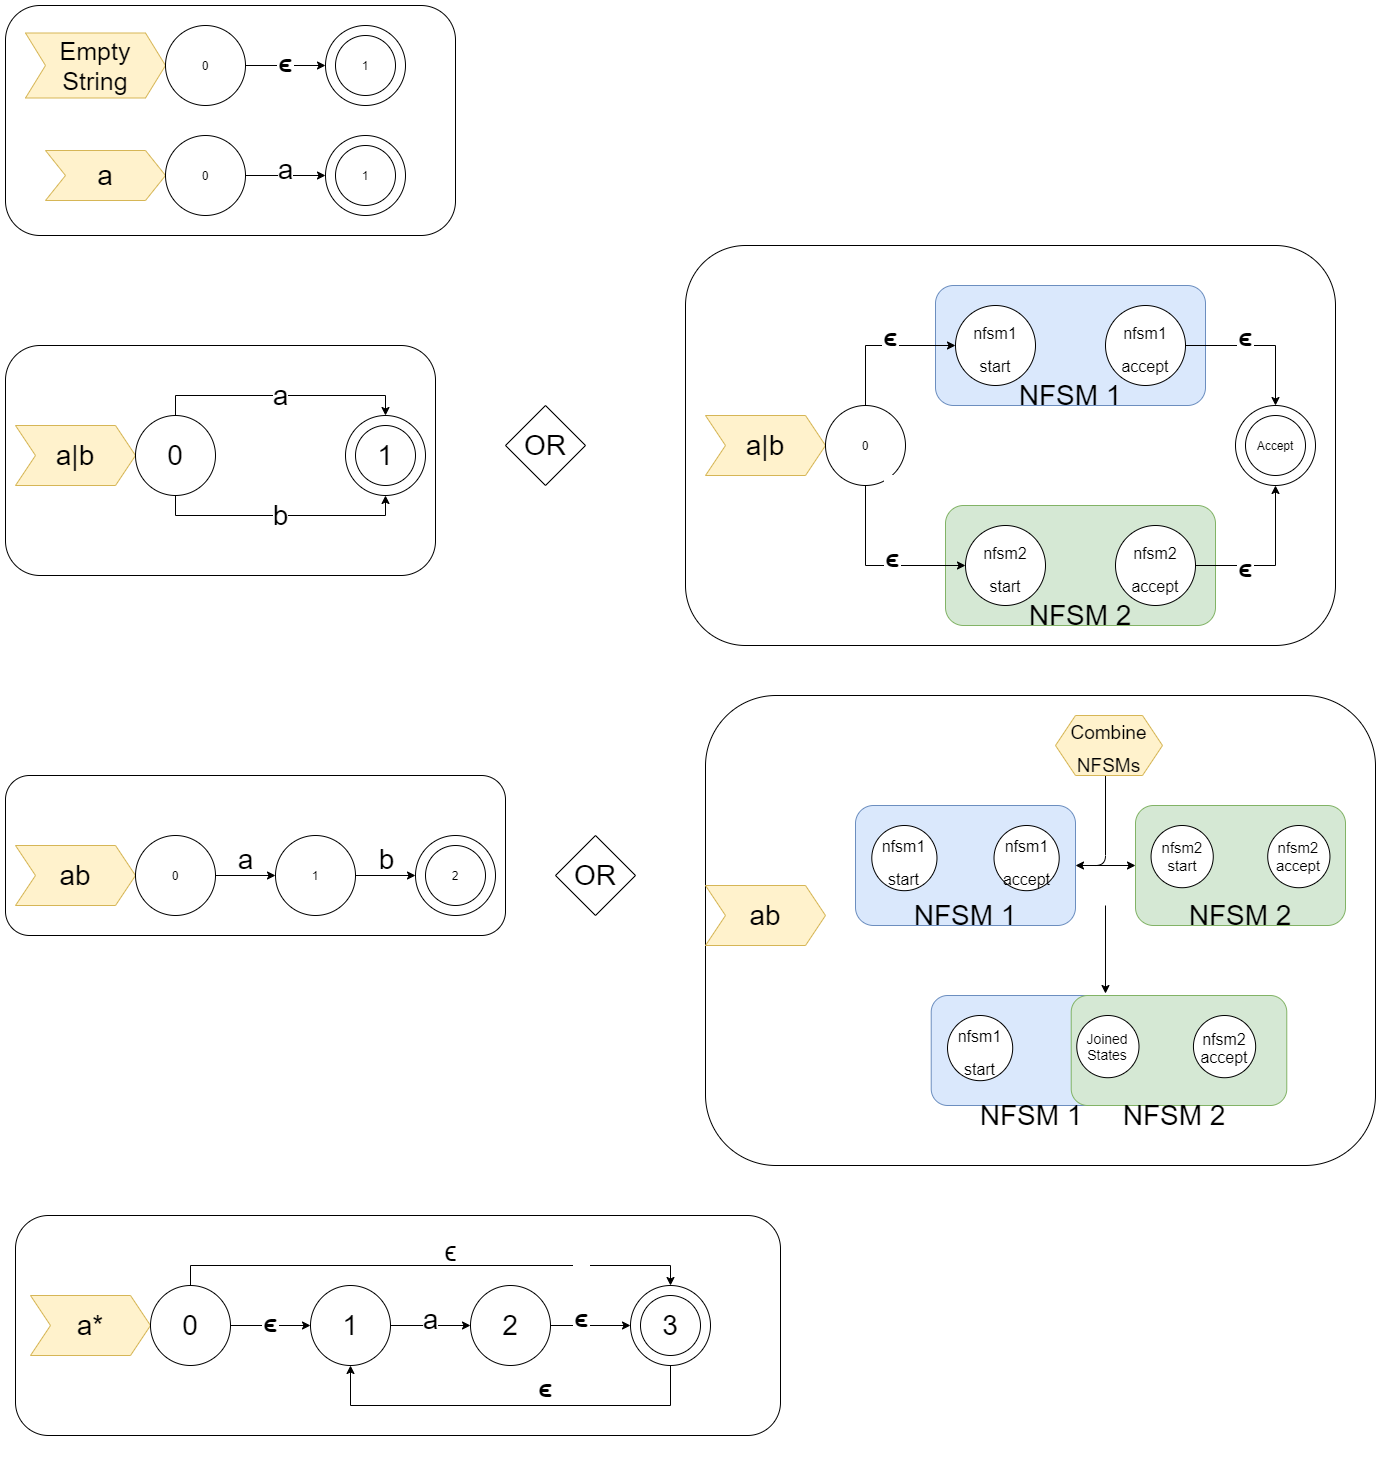 Empty
String
0
ϵ
1
a
0
a
1
a|b
0
a
b
1
OR
a|b
0
ϵ
nfsm1
start
nfsm1
accept
NFSM 1
ϵ
Accept
ϵ
nfsm2
start
nfsm2
accept
NFSM 2
ϵ
ab
0
a
1
b
2
OR
ab
Combine
NFSMs
nfsm1
start
nfsm1
accept
NFSM 1
nfsm2
start
nfsm2
accept
NFSM 2
nfsm1
start
Joined
States
nfsm2
accept
NFSM 1
NFSM 2
ϵ
a*
0
ϵ
1
a
2
ϵ
3
ϵ